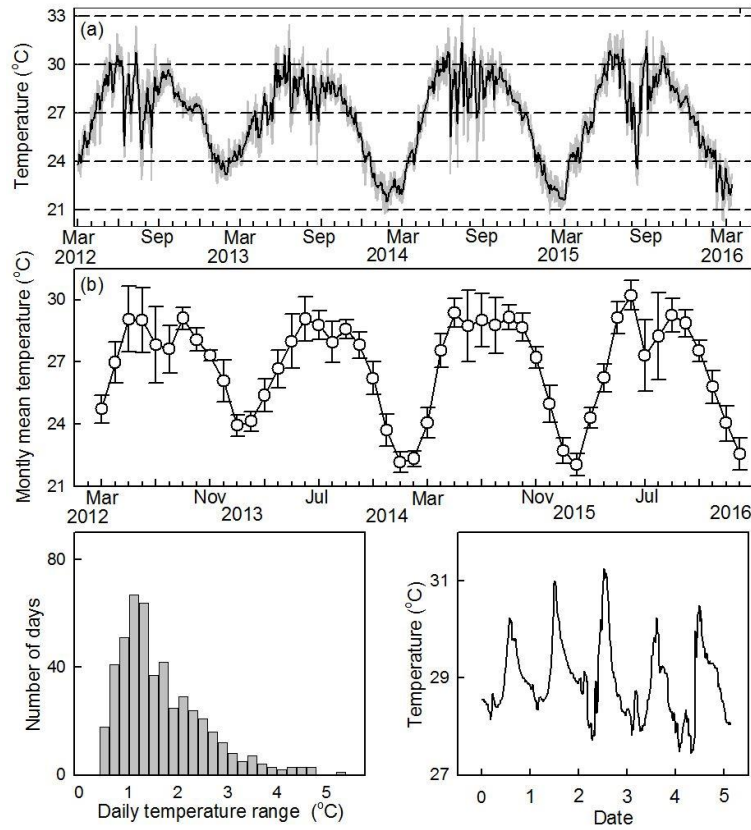 (a)
Temperature (°C)
33
30
27
24
21
Mar Sep Mar Sep Mar Sep Mar Sep Mar
2012 2013 2014 2015 2016
(b)
Montly mean temperature (°C)
30
27
24
21
Mar Nov Jul Mar Nov Jul
2012 2013 2014 2015 2016
Number of days
80
40
0
0 1 2 3 4 5
Daily temperature range (°C)
Temperature (°C)
31
29
27
0 1 2 3 4 5
Date